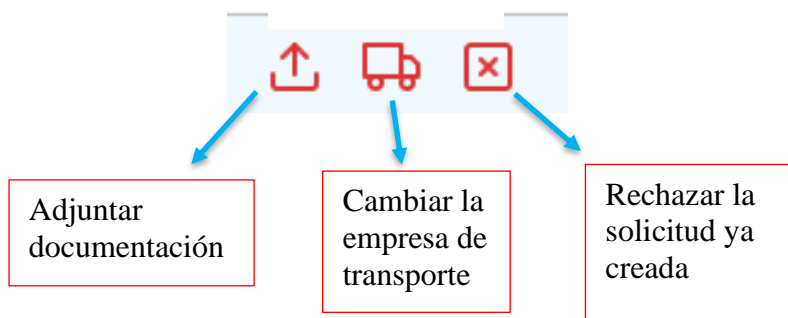 Adjuntar
documentación
Cambiar la
empresa de
transporte
Rechazar la
solicitud ya
creada